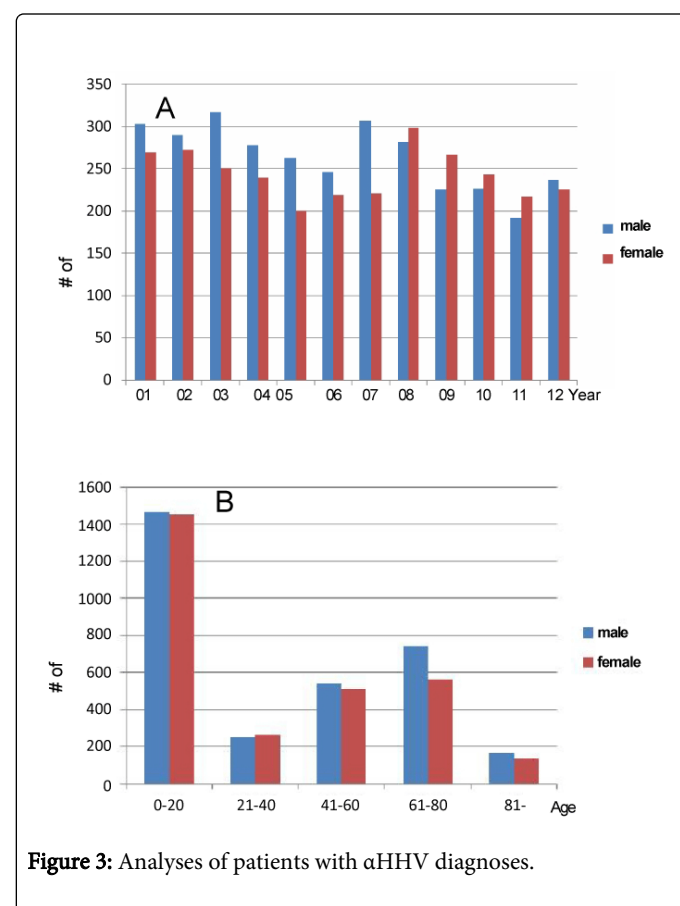 350
A
300
250
200
150
100
50
0
# of
male
female
01 02 03 04 05 06 07 08 09 10 11 12 Year
1600
B
1400
1200
1000
800
600
400
200
0
# of
male
female
0-20 21-40 41-60 61-80 81- Age
Figure 3: Analyses of patients with αHHV diagnoses.